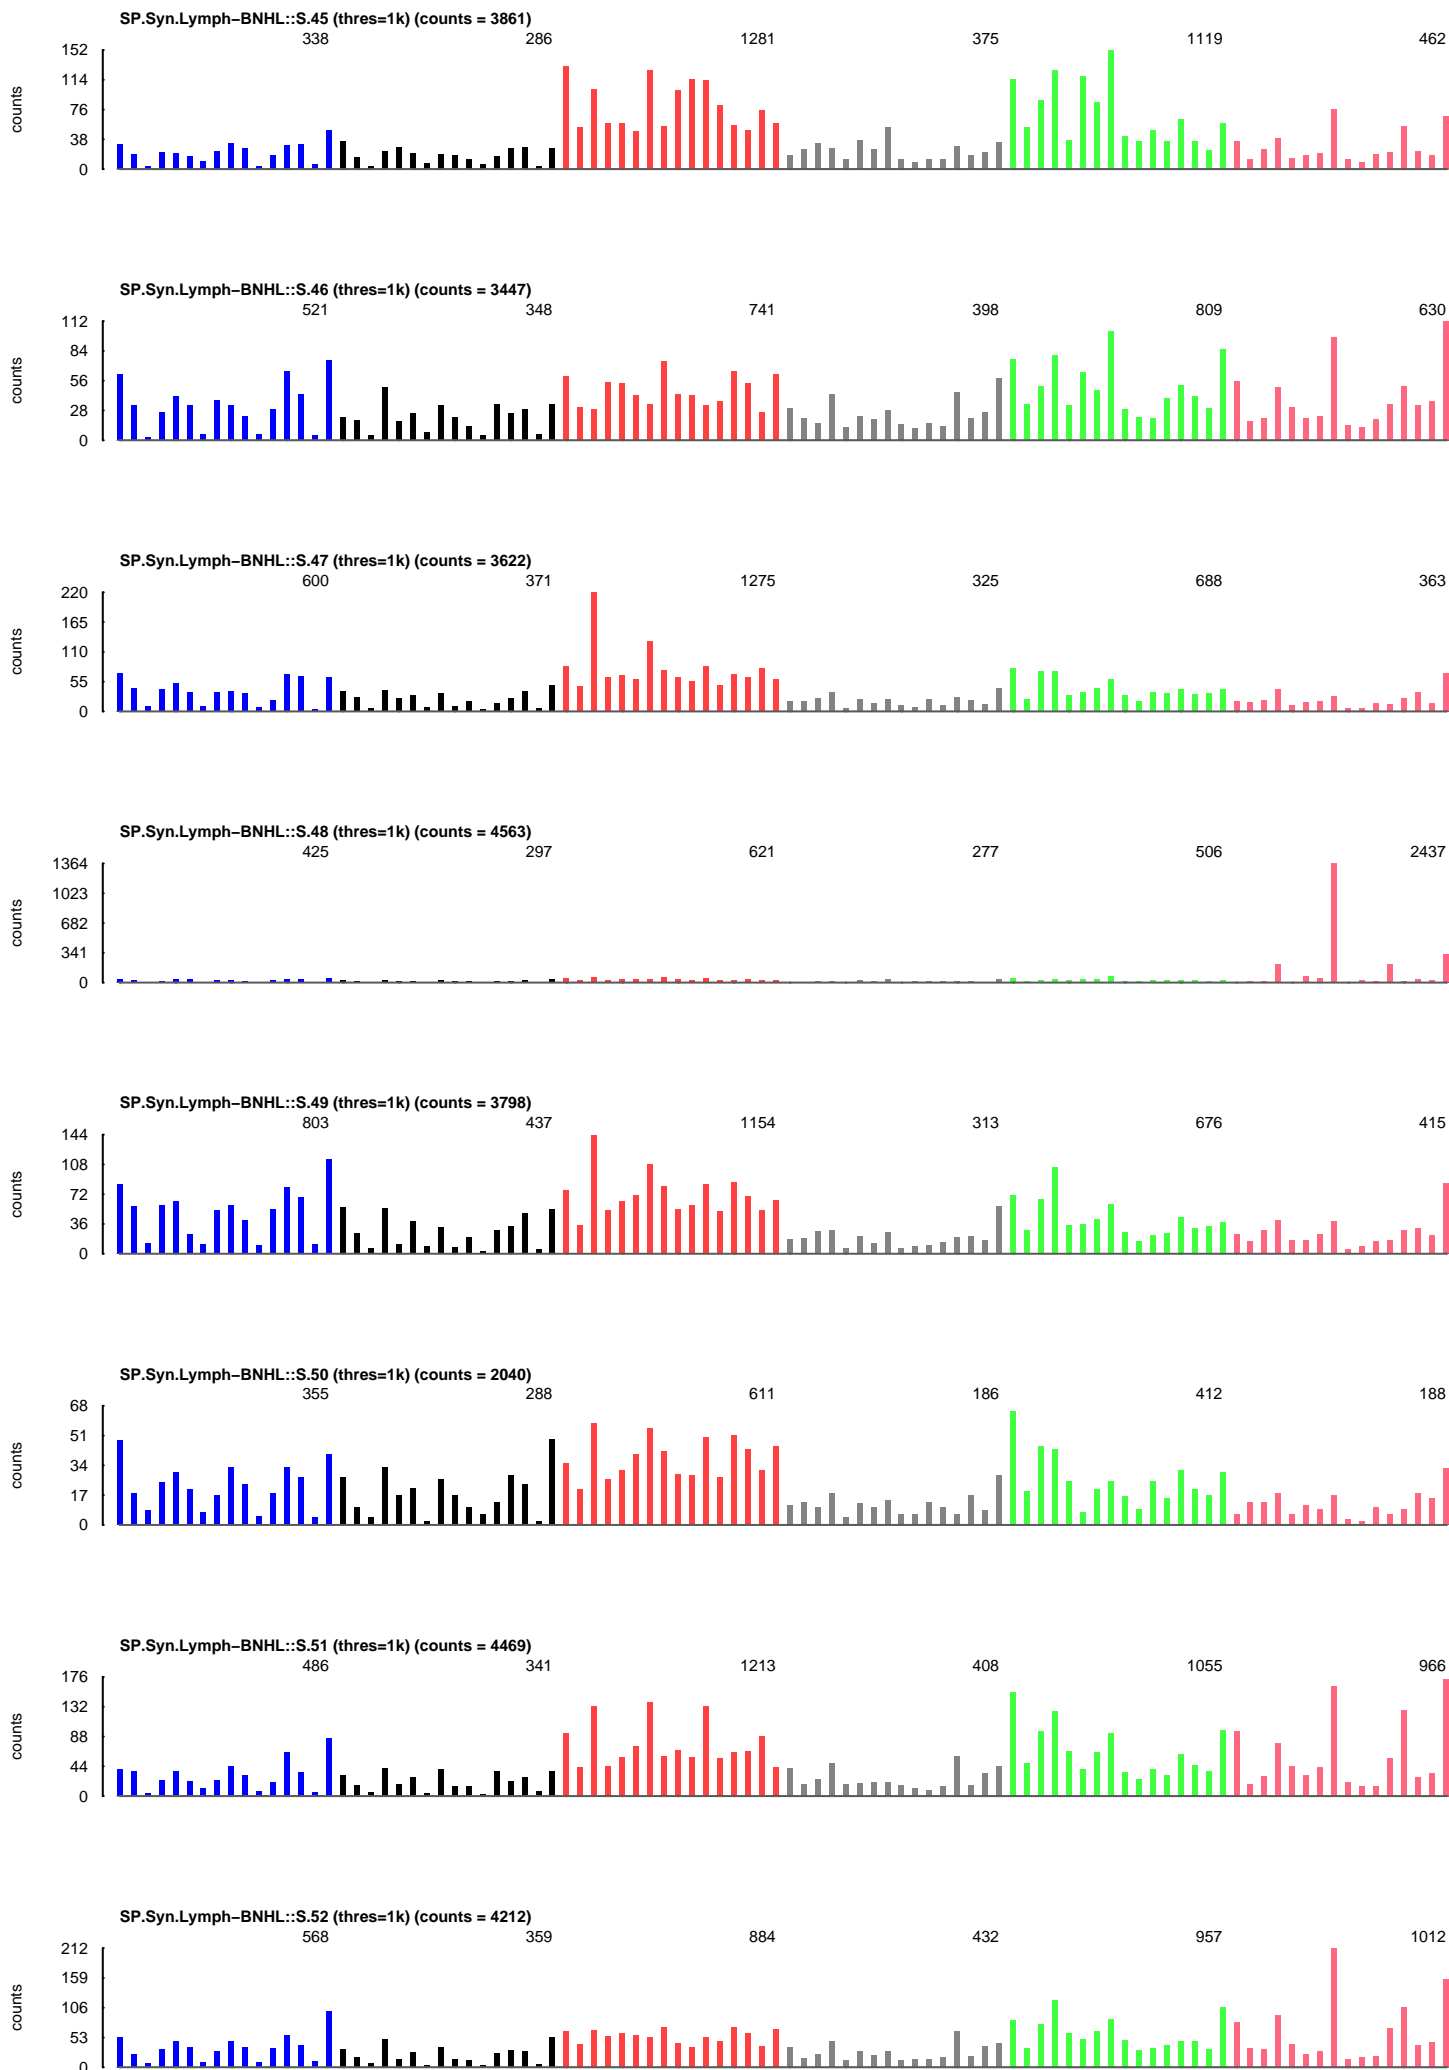 SP.Syn.Lymph−BNHL::S.45 (thres=1k) (counts = 3861)
338 286 1281 375 1119 462
152
114
76
38
0
counts
SP.Syn.Lymph−BNHL::S.46 (thres=1k) (counts = 3447)
521 348 741 398 809 630
112
84
56
28
0
counts
SP.Syn.Lymph−BNHL::S.47 (thres=1k) (counts = 3622)
600 371 1275 325 688 363
220
165
110
55
0
counts
SP.Syn.Lymph−BNHL::S.48 (thres=1k) (counts = 4563)
425 297 621 277 506 2437
1364
1023
682
341
0
counts
SP.Syn.Lymph−BNHL::S.49 (thres=1k) (counts = 3798)
803 437 1154 313 676 415
144
108
72
36
0
counts
SP.Syn.Lymph−BNHL::S.50 (thres=1k) (counts = 2040)
355 288 611 186 412 188
68
51
34
17
0
counts
SP.Syn.Lymph−BNHL::S.51 (thres=1k) (counts = 4469)
486 341 1213 408 1055 966
176
132
88
44
0
counts
SP.Syn.Lymph−BNHL::S.52 (thres=1k) (counts = 4212)
568 359 884 432 957 1012
212
159
106
53
0
counts